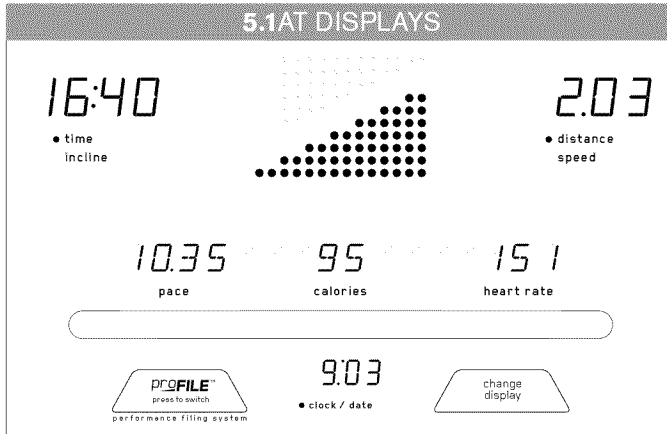 5.1AT DISPLAYS
16:40
2.03
• time
incline
• distance
speed
10.35
95
151
pace
calories
heart rate
9:03
• clock / date
proFILE™
press to switch
performance filing system
change
display